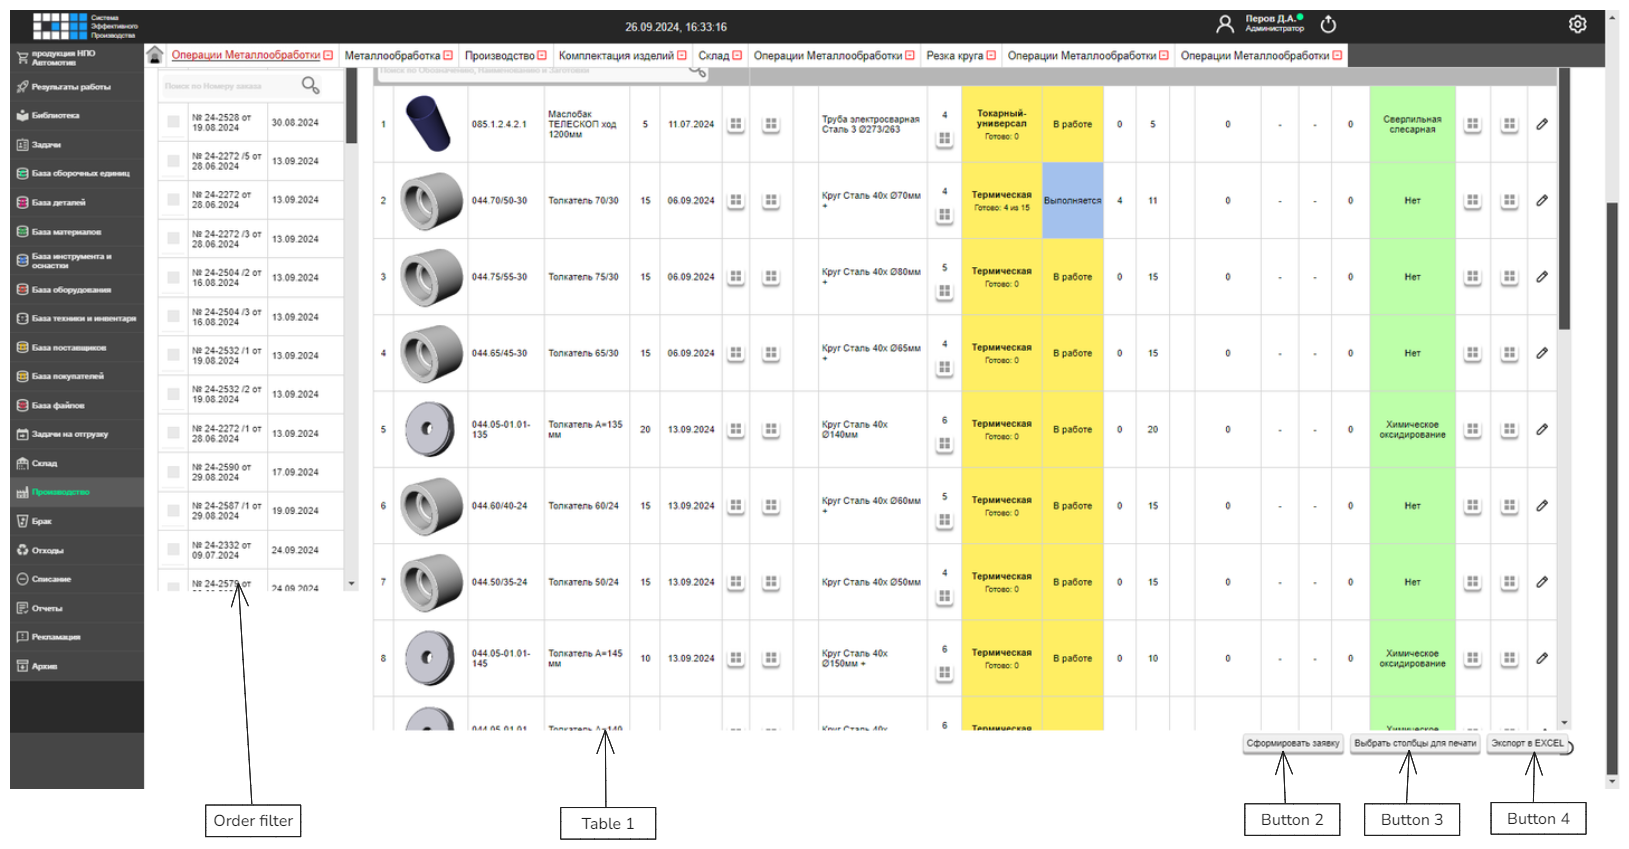 Система
Эффективного
Производства
26.09.2024, 16:33:16
Перов Д.А.
Администратор
продукция НПО
Автомотив
Результаты работы
Библиотека
Задачи
База сборочных единиц
База деталей
База материалов
База инструмента и
оснастки
База оборудования
База техники и инвентаря
База поставщиков
База покупателей
База файлов
Задачи на отгрузку
Склад
Производство
Брак
Отходы
Списание
Отчеты
Рекламация
Архив
Операции Металлообработки
Металлообработка
Производство
Комплектация изделий
Склад
Операции Металлообработки
Резка круга
Операции Металлообработки
Операции Металлообработки
Поиск по Номеру заказа
№ 24-2528 от
19.08.2024
30.08.2024
№ 24-2272 /5 от
28.06.2024
13.09.2024
№ 24-2272 от
28.06.2024
13.09.2024
№ 24-2272 /3 от
28.06.2024
13.09.2024
№ 24-2504 /2 от
16.08.2024
13.09.2024
№ 24-2504 /3 от
16.08.2024
13.09.2024
№ 24-2532 /1 от
19.08.2024
13.09.2024
№ 24-2532 /2 от
19.08.2024
13.09.2024
№ 24-2272 /1 от
28.06.2024
13.09.2024
№ 24-2590 от
29.08.2024
17.09.2024
№ 24-2587 /1 от
29.08.2024
19.09.2024
№ 24-2332 от
09.07.2024
24.09.2024
№ 24-2579 от
24.09.2024
Поиск по Обозначению, Наименованию и Заготовке
1
085.1.2.4.2.1
Маслобак
ТЕЛЕСКОП ход
1200мм
5
11.07.2024
Труба электросварная
Сталь 3 Ø273/263
4
Токарный-
универсал
Готово: 0
В работе
0
5
0
-
-
0
Сверлильная
слесарная
2
044.70/50-30
Толкатель 70/30
15
06.09.2024
Круг Сталь 40х Ø70мм
+
4
Термическая
Готово: 4 из 15
Выполняется
4
11
0
-
-
0
Нет
3
044.75/55-30
Толкатель 75/30
15
06.09.2024
Круг Сталь 40х Ø80мм
+
5
Термическая
Готово: 0
В работе
0
15
0
-
-
0
Нет
4
044.65/45-30
Толкатель 65/30
15
06.09.2024
Круг Сталь 40х Ø65мм
+
4
Термическая
Готово: 0
В работе
0
15
0
-
-
0
Нет
5
044.05-01.01-
135
Толкатель А=135
мм
20
13.09.2024
Круг Сталь 40х
Ø140мм
6
Термическая
Готово: 0
В работе
0
20
0
-
-
0
Химическое
оксидирование
6
044.60/40-24
Толкатель 60/24
15
13.09.2024
Круг Сталь 40х Ø60мм
+
5
Термическая
Готово: 0
В работе
0
15
0
-
-
0
Нет
7
044.50/35-24
Толкатель 50/24
15
13.09.2024
Круг Сталь 40х Ø50мм
4
Термическая
Готово: 0
В работе
0
15
0
-
-
0
Нет
8
044.05-01.01-
145
Толкатель А=145
мм
10
13.09.2024
Круг Сталь 40х
Ø150мм +
6
Термическая
Готово: 0
В работе
0
10
0
-
-
0
Химическое
оксидирование
044.05-01.01-
Толкатель А=140
Круг Сталь 40х
6
Термическая
Химическое
Сформировать заявку
Выбрать столбцы для печати
Экспорт в EXCEL
Order filter
Table 1
Button 2
Button 3
Button 4